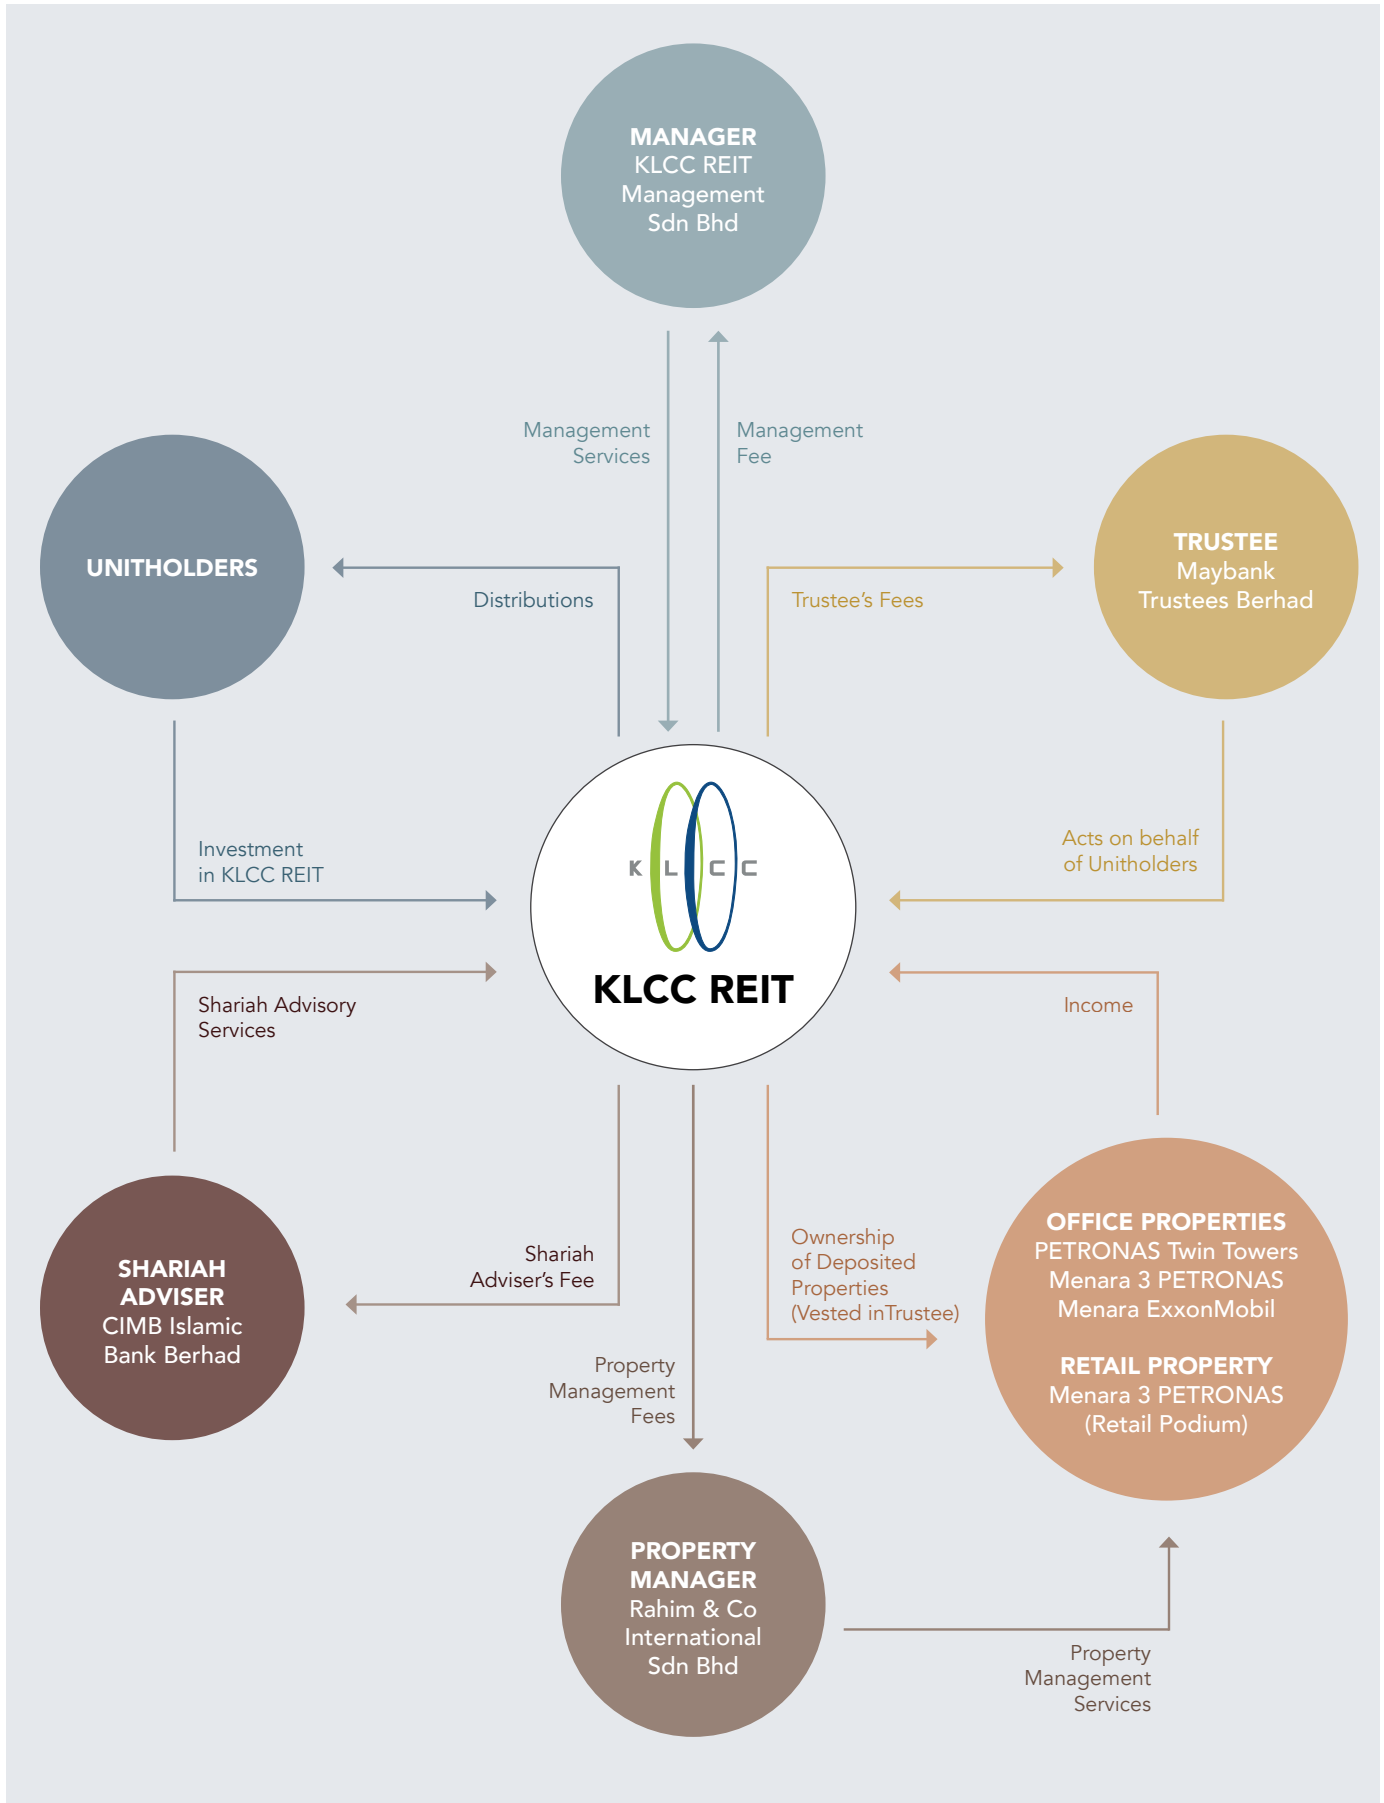 MANAGER
KLCC REIT
Management
Sdn Bhd
Management
Services
Management
Fee
UNITHOLDERS
Distributions
Trustee's Fees
TRUSTEE
Maybank
Trustees Berhad
Investment
in KLCC REIT
K L C C
KLCC REIT
Acts on behalf
of Unitholders
Shariah Advisory
Services
Income
SHARIAH
ADVISER
CIMB Islamic
Bank Berhad
Shariah
Adviser's Fee
Property
Management
Fees
Ownership
of Deposited
Properties
(Vested inTrustee)
OFFICE PROPERTIES
PETRONAS Twin Towers
Menara 3 PETRONAS
Menara ExxonMobil
RETAIL PROPERTY
Menara 3 PETRONAS
(Retail Podium)
PROPERTY
MANAGER
Rahim & Co
International
Sdn Bhd
Property
Management
Services